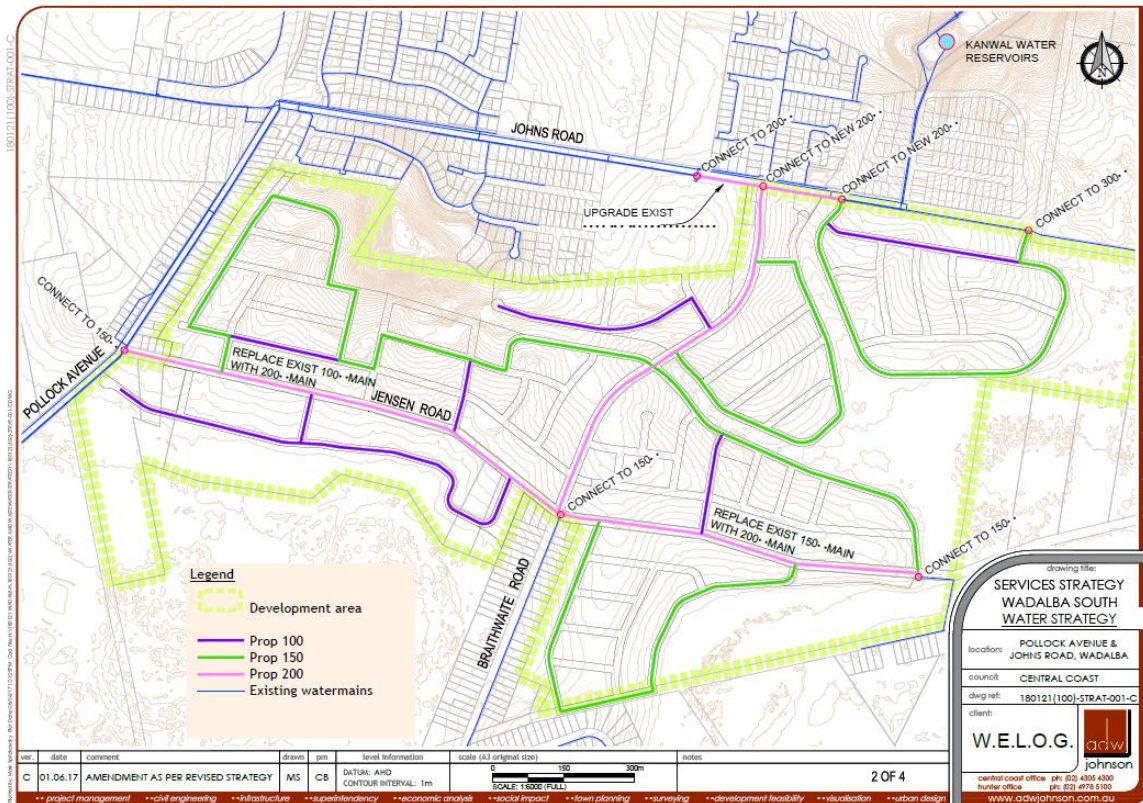 180121(100)-STRAT-001-C
KANWAL WATER
RESERVOIRS
N
JOHNS ROAD
CONNECT TO 200
CONNECT TO NEW 200
CONNECT TO NEW 200
CONNECT TO 300
UPGRADE EXIST
CONNECT TO 150
POLLOCK AVENUE
REPLACE EXIST 100 -MAIN
WITH 200 -MAIN
JENSEN ROAD
CONNECT TO 150
REPLACE EXIST 150 -MAIN
WITH 200 -MAIN
CONNECT TO 150
BRAITHWAITE ROAD
Legend
Development area
Prop 100
Prop 150
Prop 200
Existing watermains
drawing title:
SERVICES STRATEGY
WADALBA SOUTH
WATER STRATEGY
location: POLLOCK AVENUE &
JOHNS ROAD, WADALBA
council: CENTRAL COAST
dwg ref: 180121(100)-STRAT-001-C
client:
W.E.L.O.G.
adw
johnson
central coast office ph: (02) 4305 4300
hunter office ph: (02) 4978 5100
www.adwjohnson.com.au
ver. date comment drawn pm level information scale (A3 original size) notes
C 01.06.17 AMENDMENT AS PER REVISED STRATEGY MS CB DATUM: AHD
CONTOUR INTERVAL: 1m
0 150 300m
SCALE: 1:6000 (FULL)
2 OF 4
project management civil engineering infrastructure superintendency economic analysis social impact town planning surveying development feasibility visualisation urban design